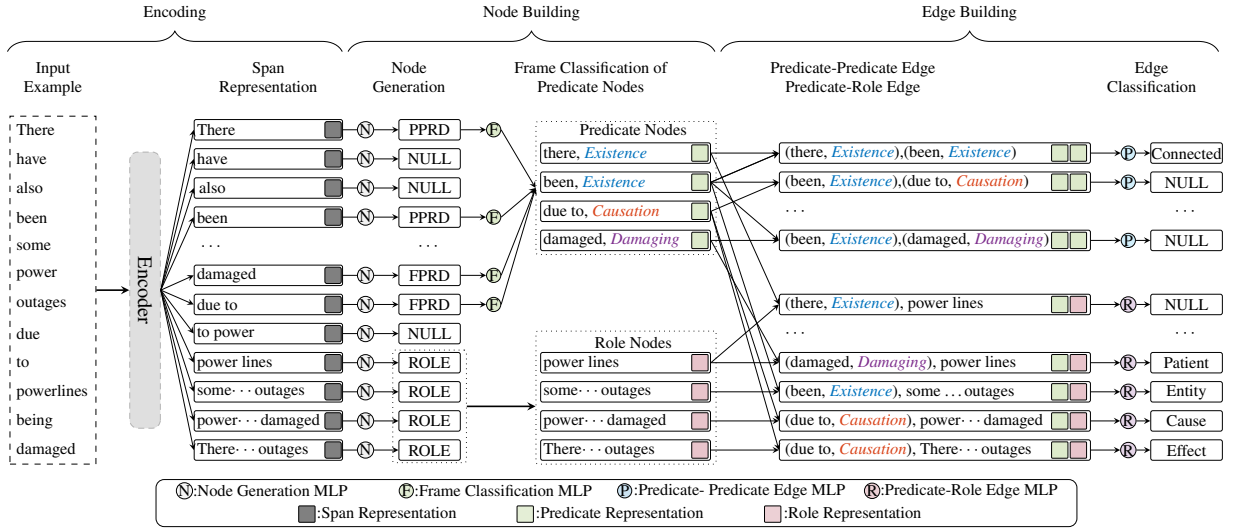 Encoding Node Building Edge Building
Input Example
Span Representation
Node Generation
Frame Classification of Predicate Nodes
Predicate-Predicate Edge
Predicate-Role Edge
Edge Classification
There
have
also
been
some
power
outages
due
to
powerlines
being
damaged
Encoder
There N PPRD F
have N NULL
also N NULL
been N PPRD F
··· ···
damaged N FPRD F
due to N FPRD F
to power N NULL
power lines N ROLE
some··· outages N ROLE
power··· damaged N ROLE
There··· outages N ROLE
Predicate Nodes
there, Existence
been, Existence
due to, Causation
damaged, Damaging
Role Nodes
power lines
some··· outages
power··· damaged
There··· outages
(there, Existence),(been, Existence) P Connected
(been, Existence),(due to, Causation) P NULL
··· ···
(been, Existence),(damaged, Damaging) P NULL
(there, Existence), power lines R NULL
··· ···
(damaged, Damaging), power lines R Patient
(been, Existence), some ... outages R Entity
(due to, Causation), power··· damaged R Cause
(due to, Causation), There··· outages R Effect
N:Node Generation MLP F:Frame Classification MLP P:Predicate- Predicate Edge MLP R:Predicate-Role Edge MLP
:Span Representation :Predicate Representation :Role Representation